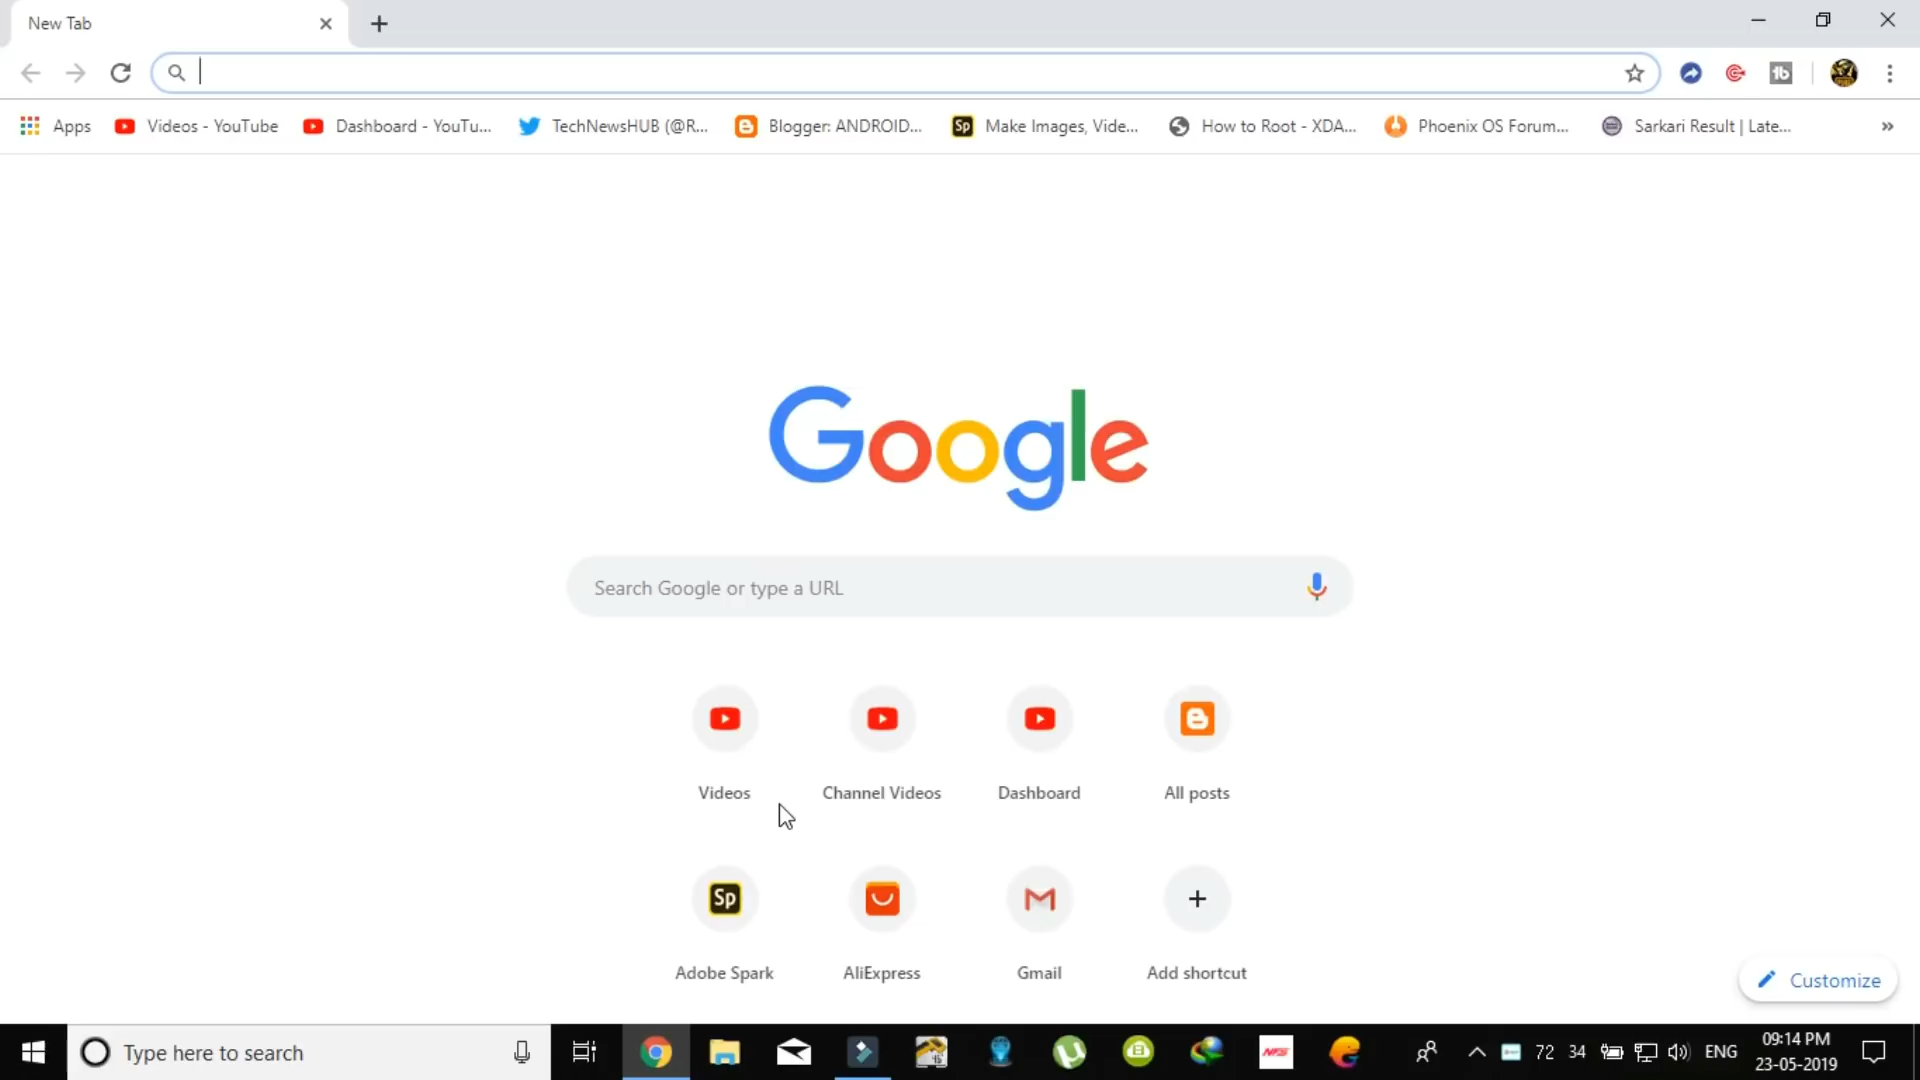 New Tab
Apps
Videos - YouTube
Dashboard - YouTu...
TechNewsHUB (@R...
Blogger: ANDROID...
Sp
Make Images, Vide...
How to Root - XDA...
Phoenix OS Forum...
Sarkari Result | Late...
Google
Search Google or type a URL
Videos
Channel Videos
Dashboard
All posts
Sp
Adobe Spark
AliExpress
Gmail
Add shortcut
Customize
Type here to search
NFS
72
34
ENG
09:14 PM
23-05-2019